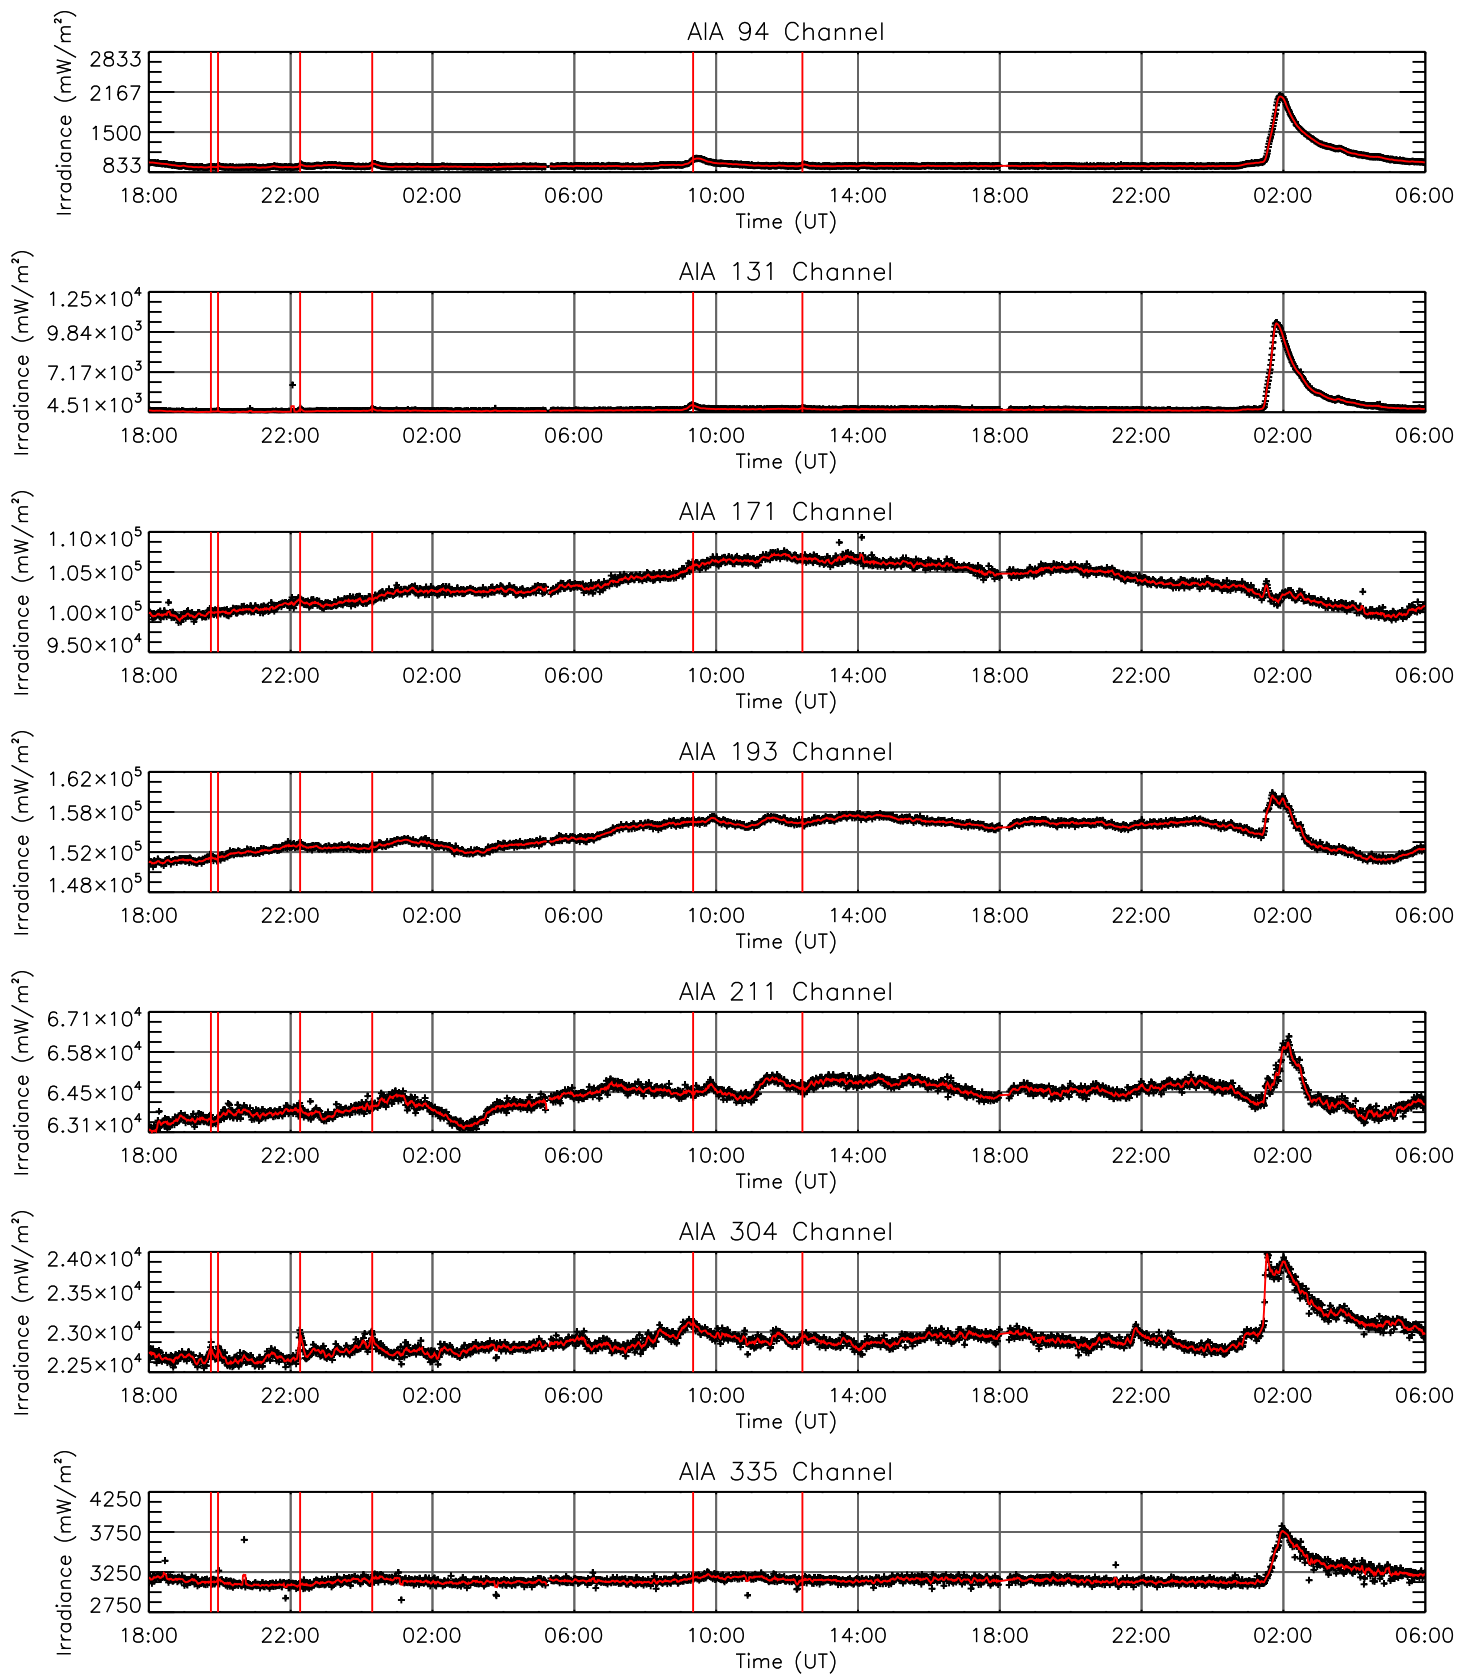 AIA 94 Channel
Irradiance (mW/m²)
2833
2167
1500
833
18:00 22:00 02:00 06:00 10:00 14:00 18:00 22:00 02:00 06:00
Time (UT)
AIA 131 Channel
Irradiance (mW/m²)
1.25×10⁴
9.84×10³
7.17×10³
4.51×10³
18:00 22:00 02:00 06:00 10:00 14:00 18:00 22:00 02:00 06:00
Time (UT)
AIA 171 Channel
Irradiance (mW/m²)
1.10×10⁵
1.05×10⁵
1.00×10⁵
9.50×10⁴
18:00 22:00 02:00 06:00 10:00 14:00 18:00 22:00 02:00 06:00
Time (UT)
AIA 193 Channel
Irradiance (mW/m²)
1.62×10⁵
1.58×10⁵
1.52×10⁵
1.48×10⁵
18:00 22:00 02:00 06:00 10:00 14:00 18:00 22:00 02:00 06:00
Time (UT)
AIA 211 Channel
Irradiance (mW/m²)
6.71×10⁴
6.58×10⁴
6.45×10⁴
6.31×10⁴
18:00 22:00 02:00 06:00 10:00 14:00 18:00 22:00 02:00 06:00
Time (UT)
AIA 304 Channel
Irradiance (mW/m²)
2.40×10⁴
2.35×10⁴
2.30×10⁴
2.25×10⁴
18:00 22:00 02:00 06:00 10:00 14:00 18:00 22:00 02:00 06:00
Time (UT)
AIA 335 Channel
Irradiance (mW/m²)
4250
3750
3250
2750
18:00 22:00 02:00 06:00 10:00 14:00 18:00 22:00 02:00 06:00
Time (UT)